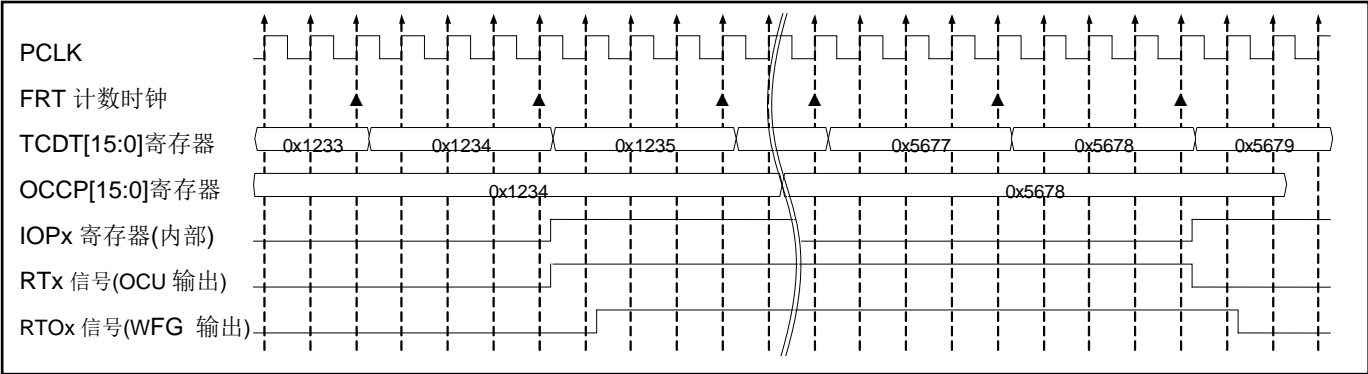 PCLK
FRT 计数时钟
TCDT[15:0]寄存器 0x1233 0x1234 0x1235 0x5677 0x5678 0x5679
OCCP[15:0]寄存器 0x1234 0x5678
IOPx 寄存器(内部)
RTx 信号(OCU 输出)
RTOx 信号(WFG 输出)